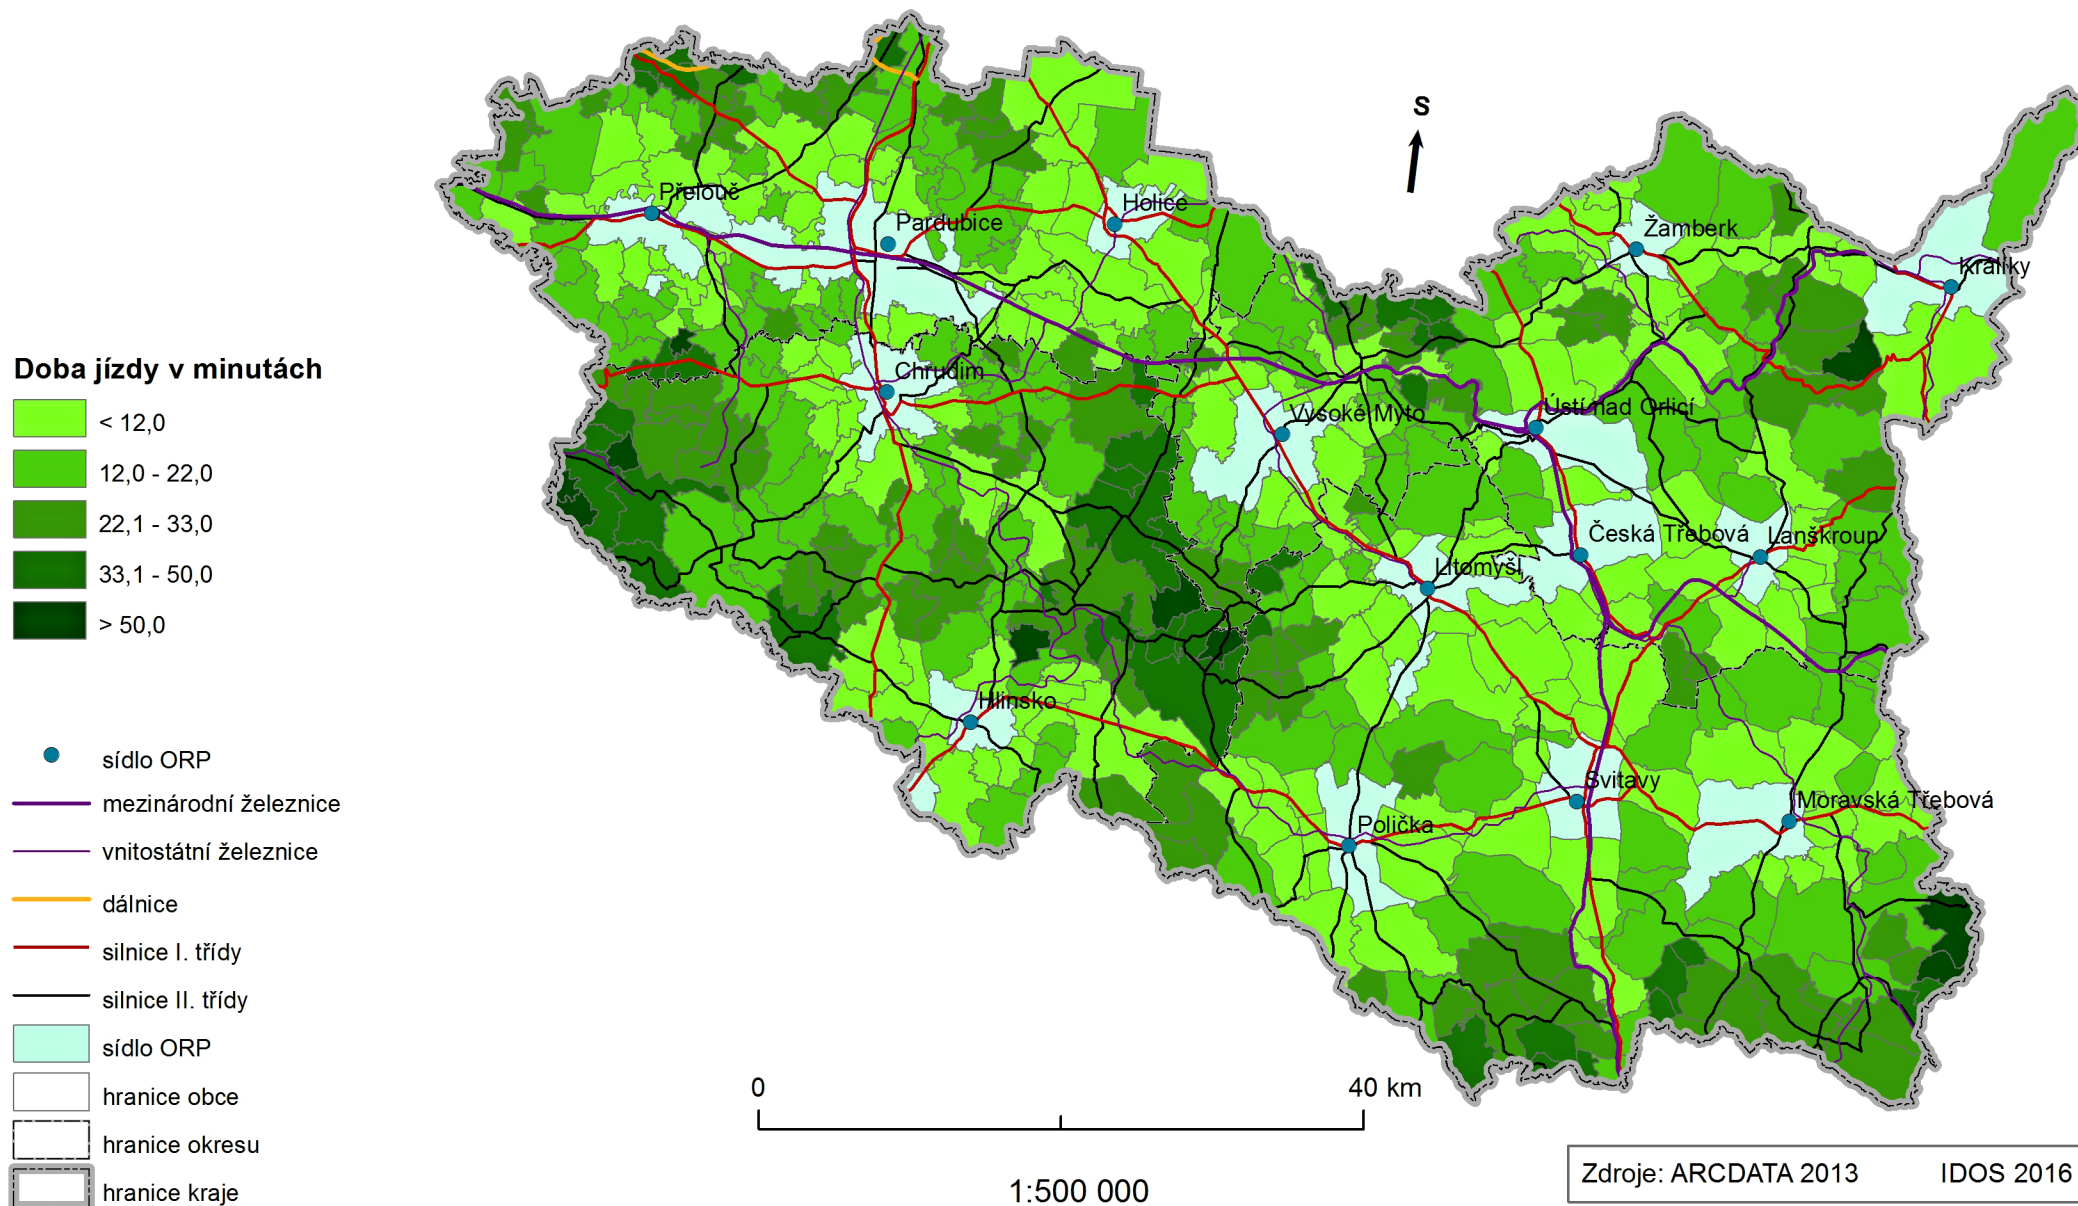 S
Přelouč
Pardubice
Holice
Žamberk
Králíky
Chrudim
Vysoké Mýto
Ústí nad Orlicí
Česká Třebová
Lanškroun
Litomyšl
Hlinsko
Svitavy
Moravská Třebová
Polička
Doba jízdy v minutách
< 12,0
12,0 - 22,0
22,1 - 33,0
33,1 - 50,0
> 50,0
sídlo ORP
mezinárodní železnice
vnitostátní železnice
dálnice
silnice I. třídy
silnice II. třídy
sídlo ORP
hranice obce
hranice okresu
hranice kraje
0 40 km
1:500 000
Zdroje: ARCDATA 2013 IDOS 2016